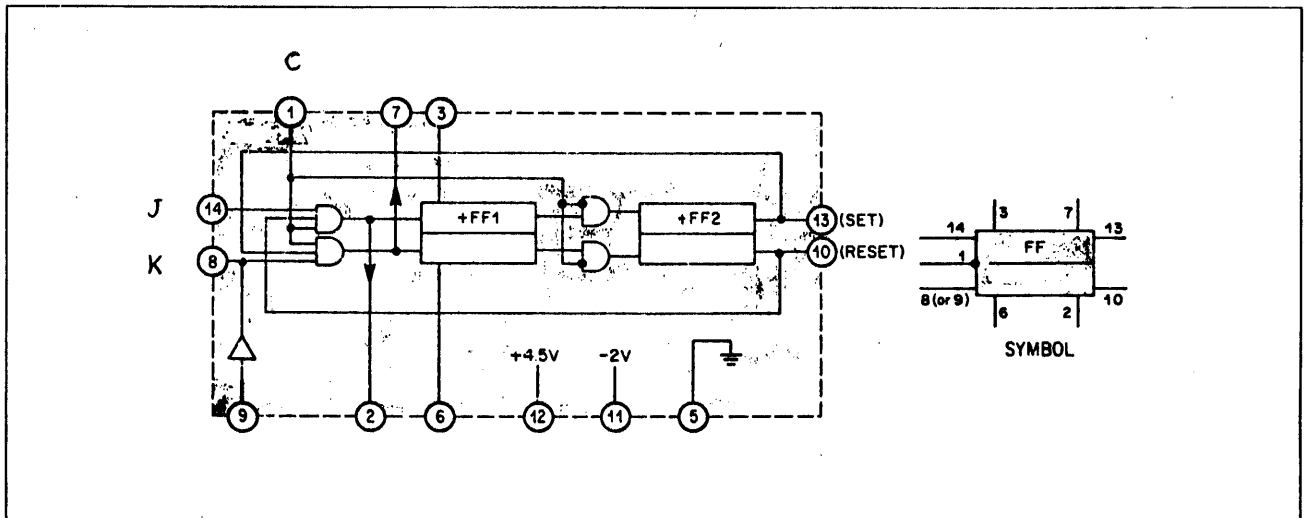 C
1 7 3
J 14
K 8
+FF1
+FF2
13 (SET)
10 (RESET)
+4.5V
-2V
9 2 6 12 11 5
3 7
14 13
FF
1
8 (or 9) 10
6 2
SYMBOL